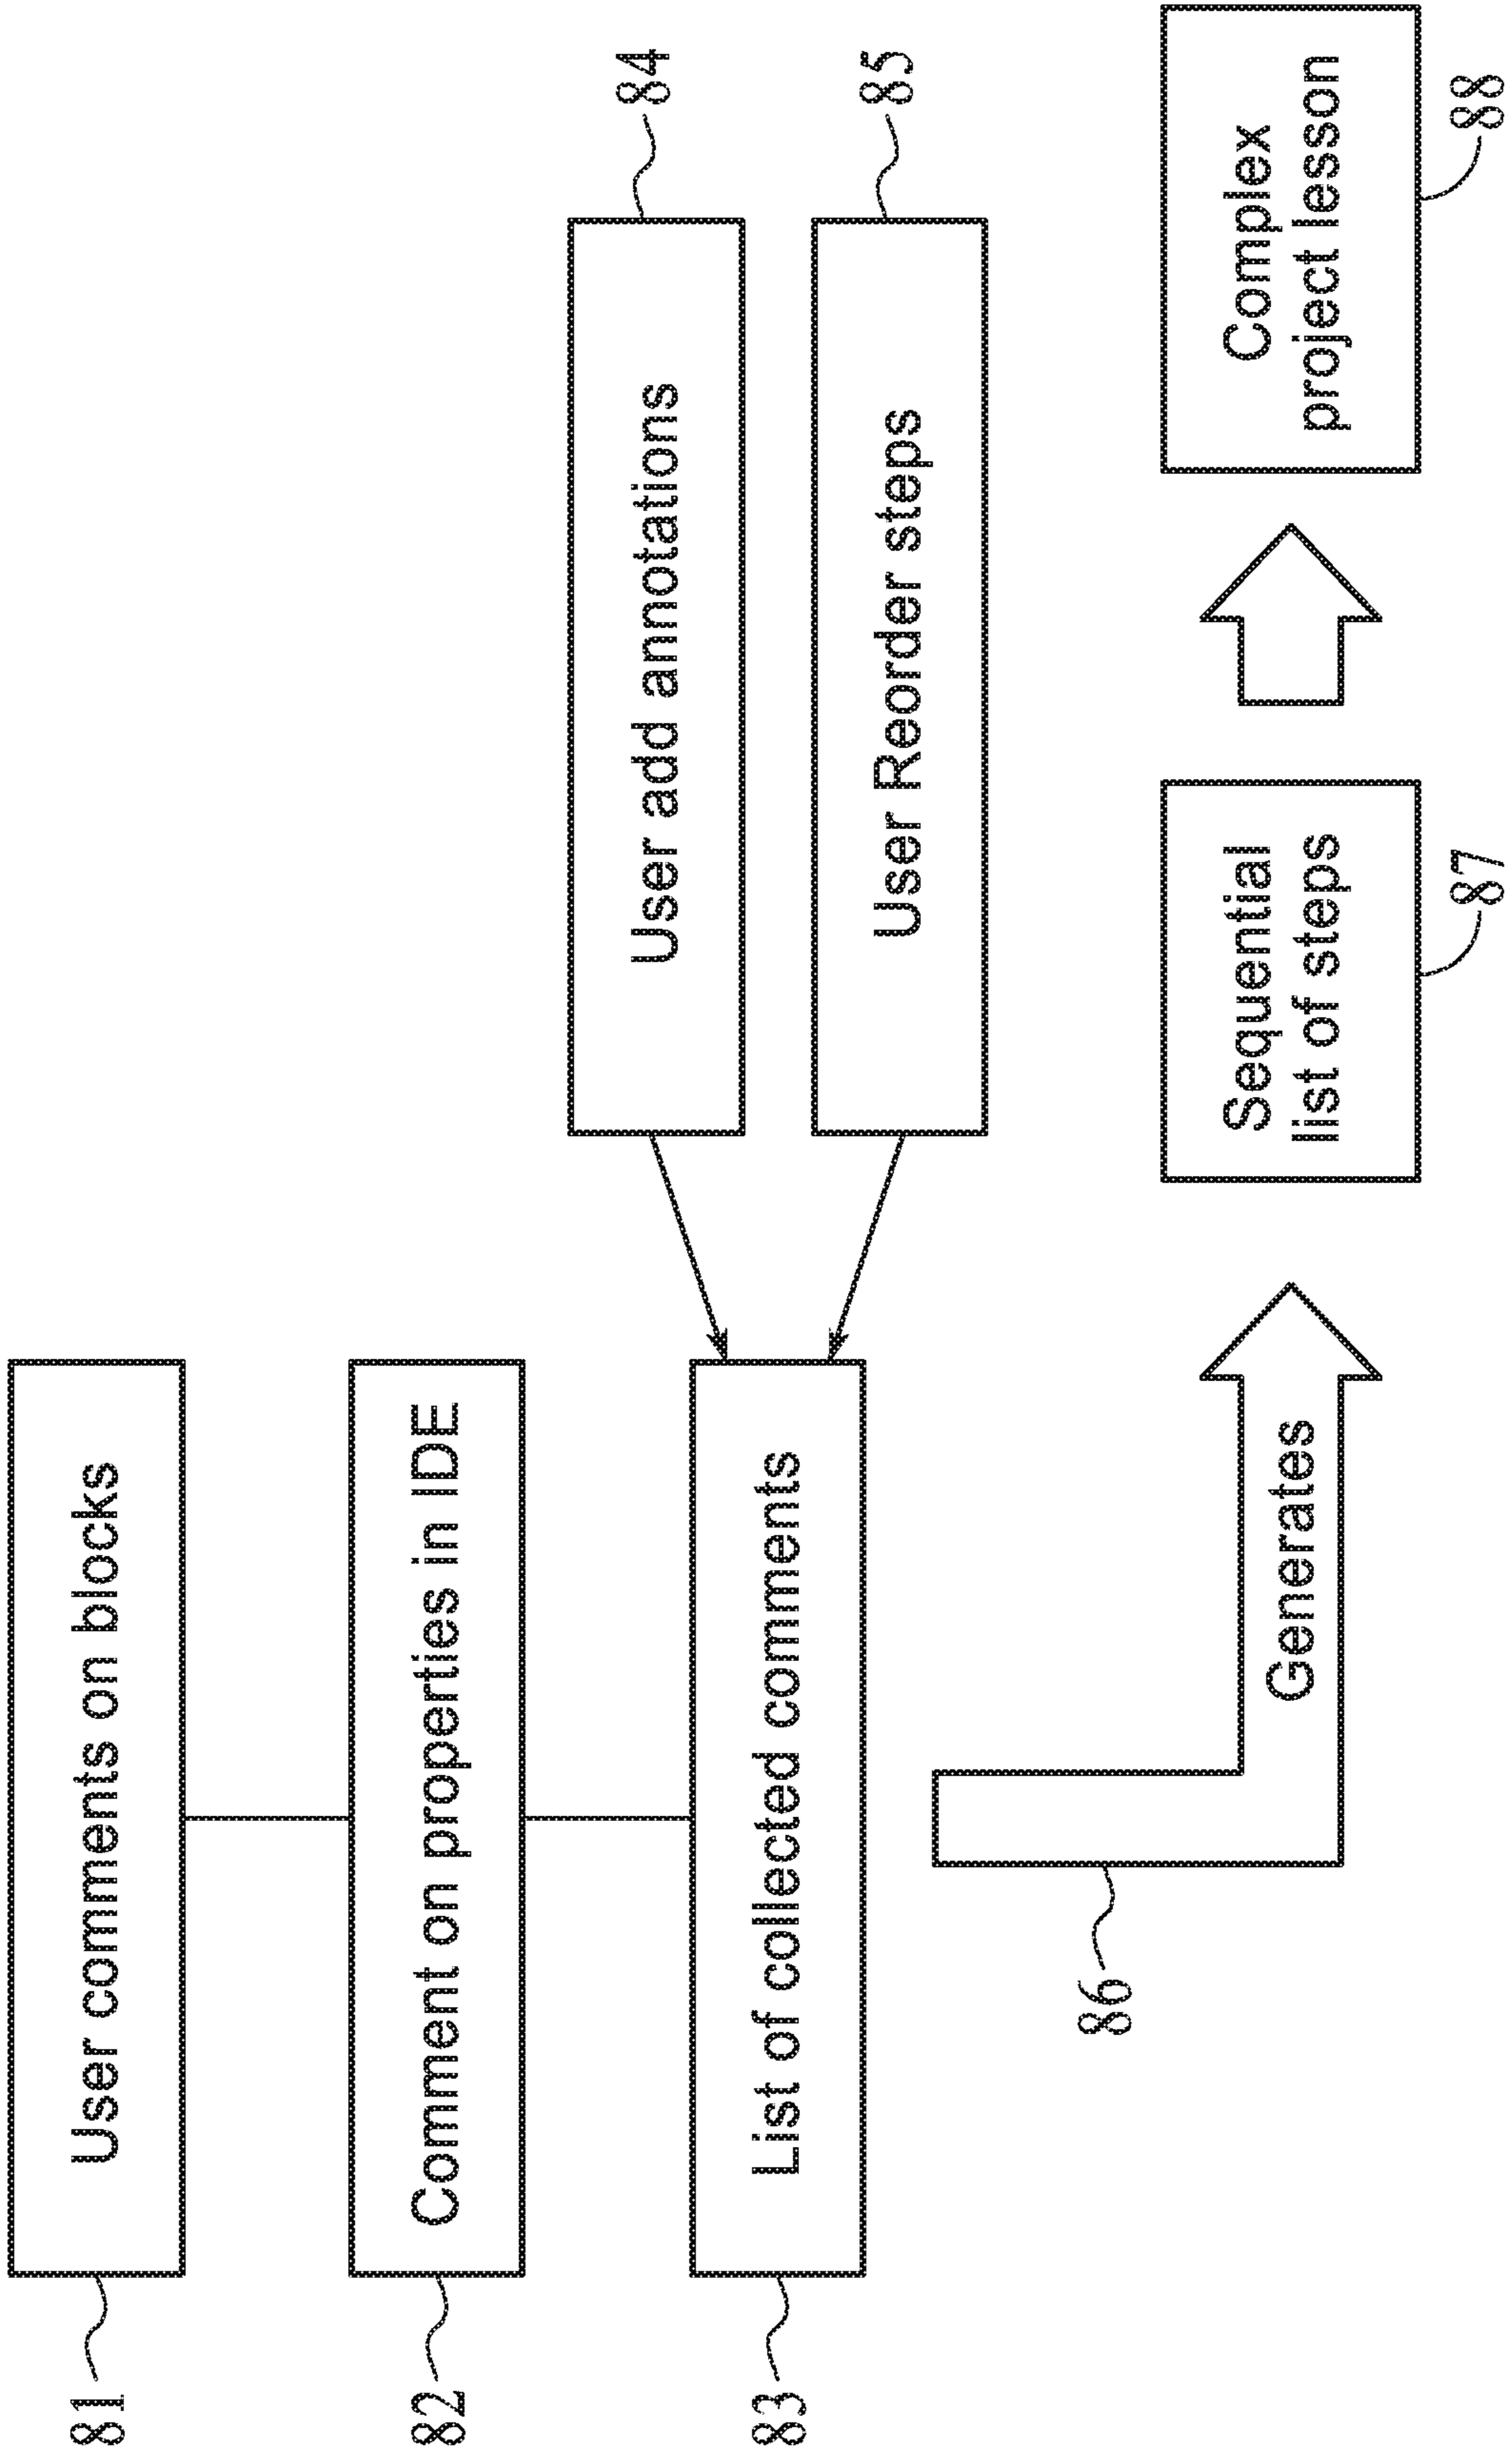 81
User comments on blocks
82
Comment on properties in IDE
83
List of collected comments
User add annotations
84
User Reorder steps
85
86
Generates
Sequential
list of steps
87
Complex
project lesson
88